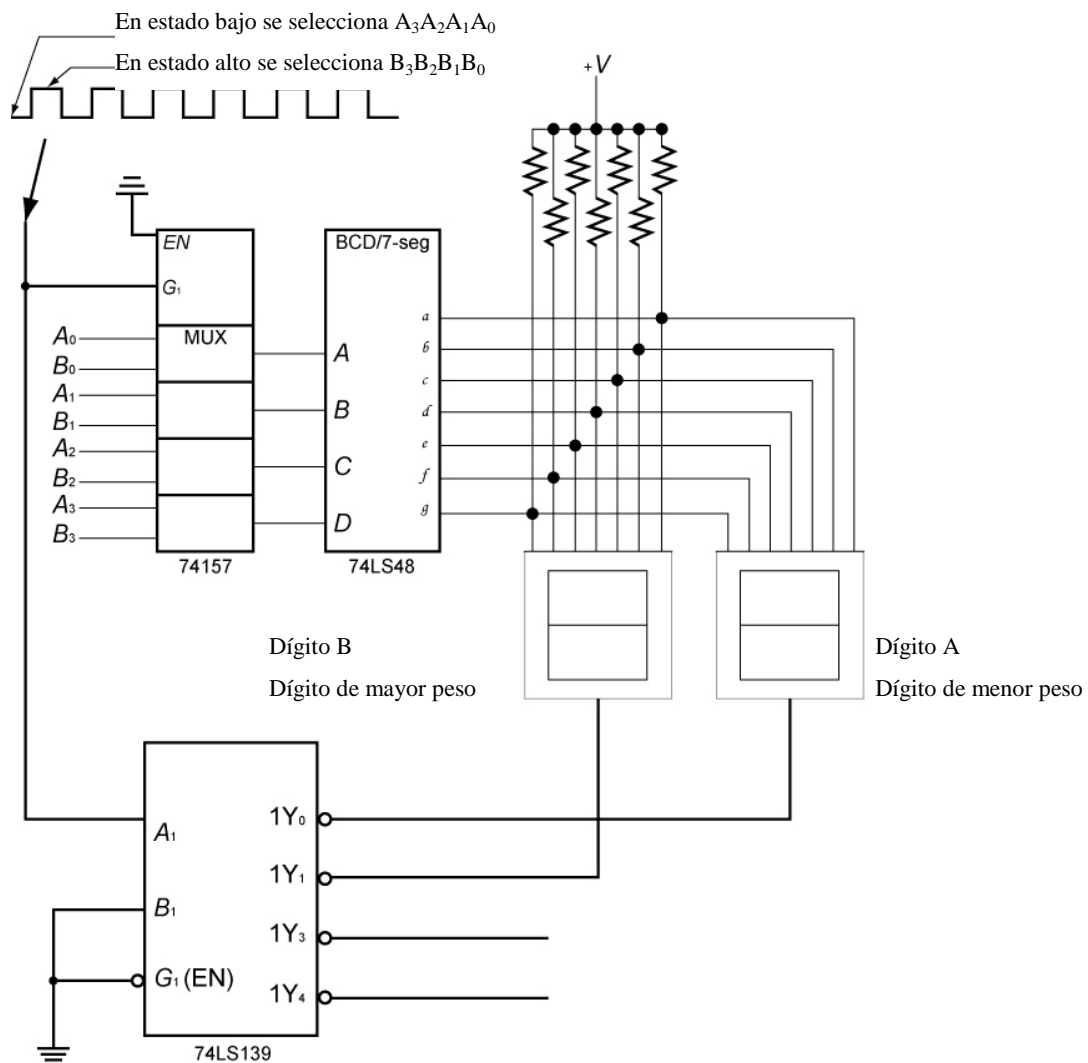 En estado bajo se selecciona A₃A₂A₁A₀
En estado alto se selecciona B₃B₂B₁B₀
+V
EN
G₁
MUX
A₀
B₀
A₁
B₁
A₂
B₂
A₃
B₃
74157
BCD/7-seg
A
B
C
D
a
b
c
d
e
f
g
74LS48
Dígito B
Dígito de mayor peso
Dígito A
Dígito de menor peso
A₁
B₁
G₁ (EN)
1Y₀
1Y₁
1Y₃
1Y₄
74LS139